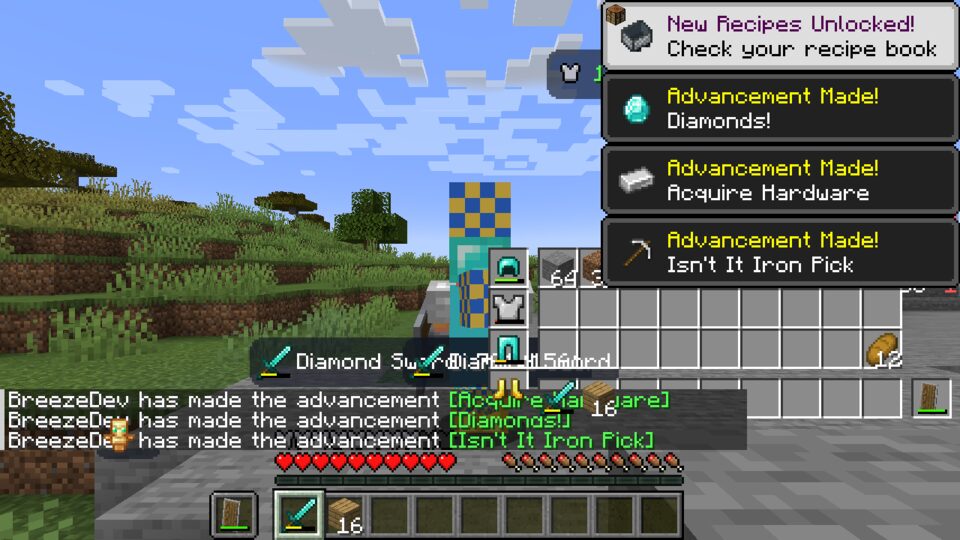 New Recipes Unlocked!
Check your recipe book
1
Advancement Made!
Diamonds!
Advancement Made!
Acquire Hardware
Advancement Made!
Isn't It Iron Pick
64
12
Diamond
BreezeDev has made the advancement [Acquire
16
BreezeDev has made the advancement [Diamonds!]
BreezeDev has made the advancement [Isn't It Iron Pick]
16